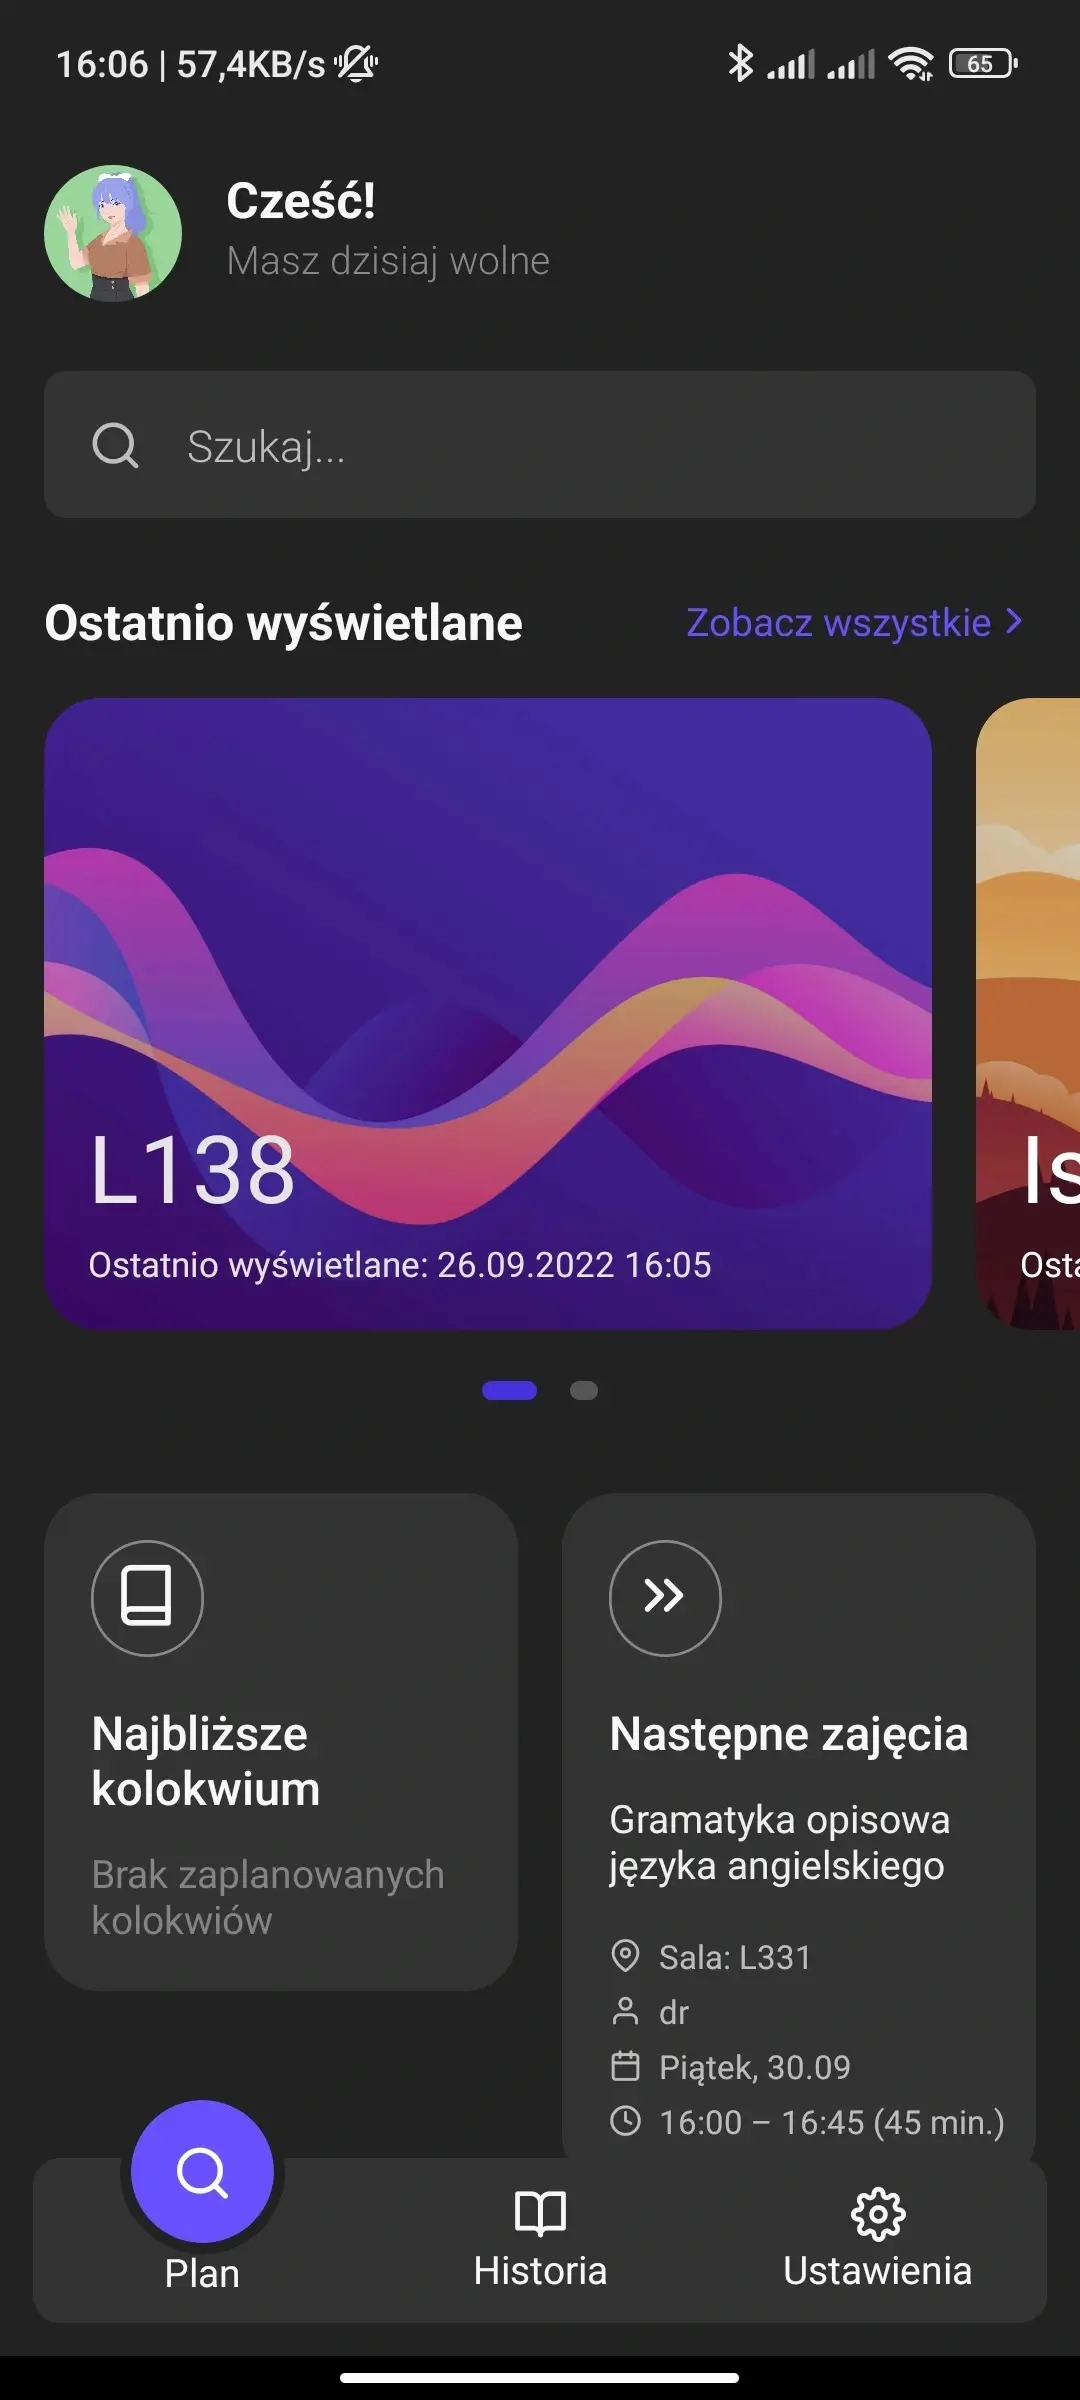 16:06 | 57,4KB/s
65
Cześć!
Masz dzisiaj wolne
Szukaj...
Ostatnio wyświetlane
Zobacz wszystkie
L138
Ostatnio wyświetlane: 26.09.2022 16:05
Is
Osta
Najbliższe
kolokwium
Brak zaplanowanych
kolokwiów
Następne zajęcia
Gramatyka opisowa
języka angielskiego
Sala: L331
dr
Piątek, 30.09
16:00 – 16:45 (45 min.)
Plan
Historia
Ustawienia